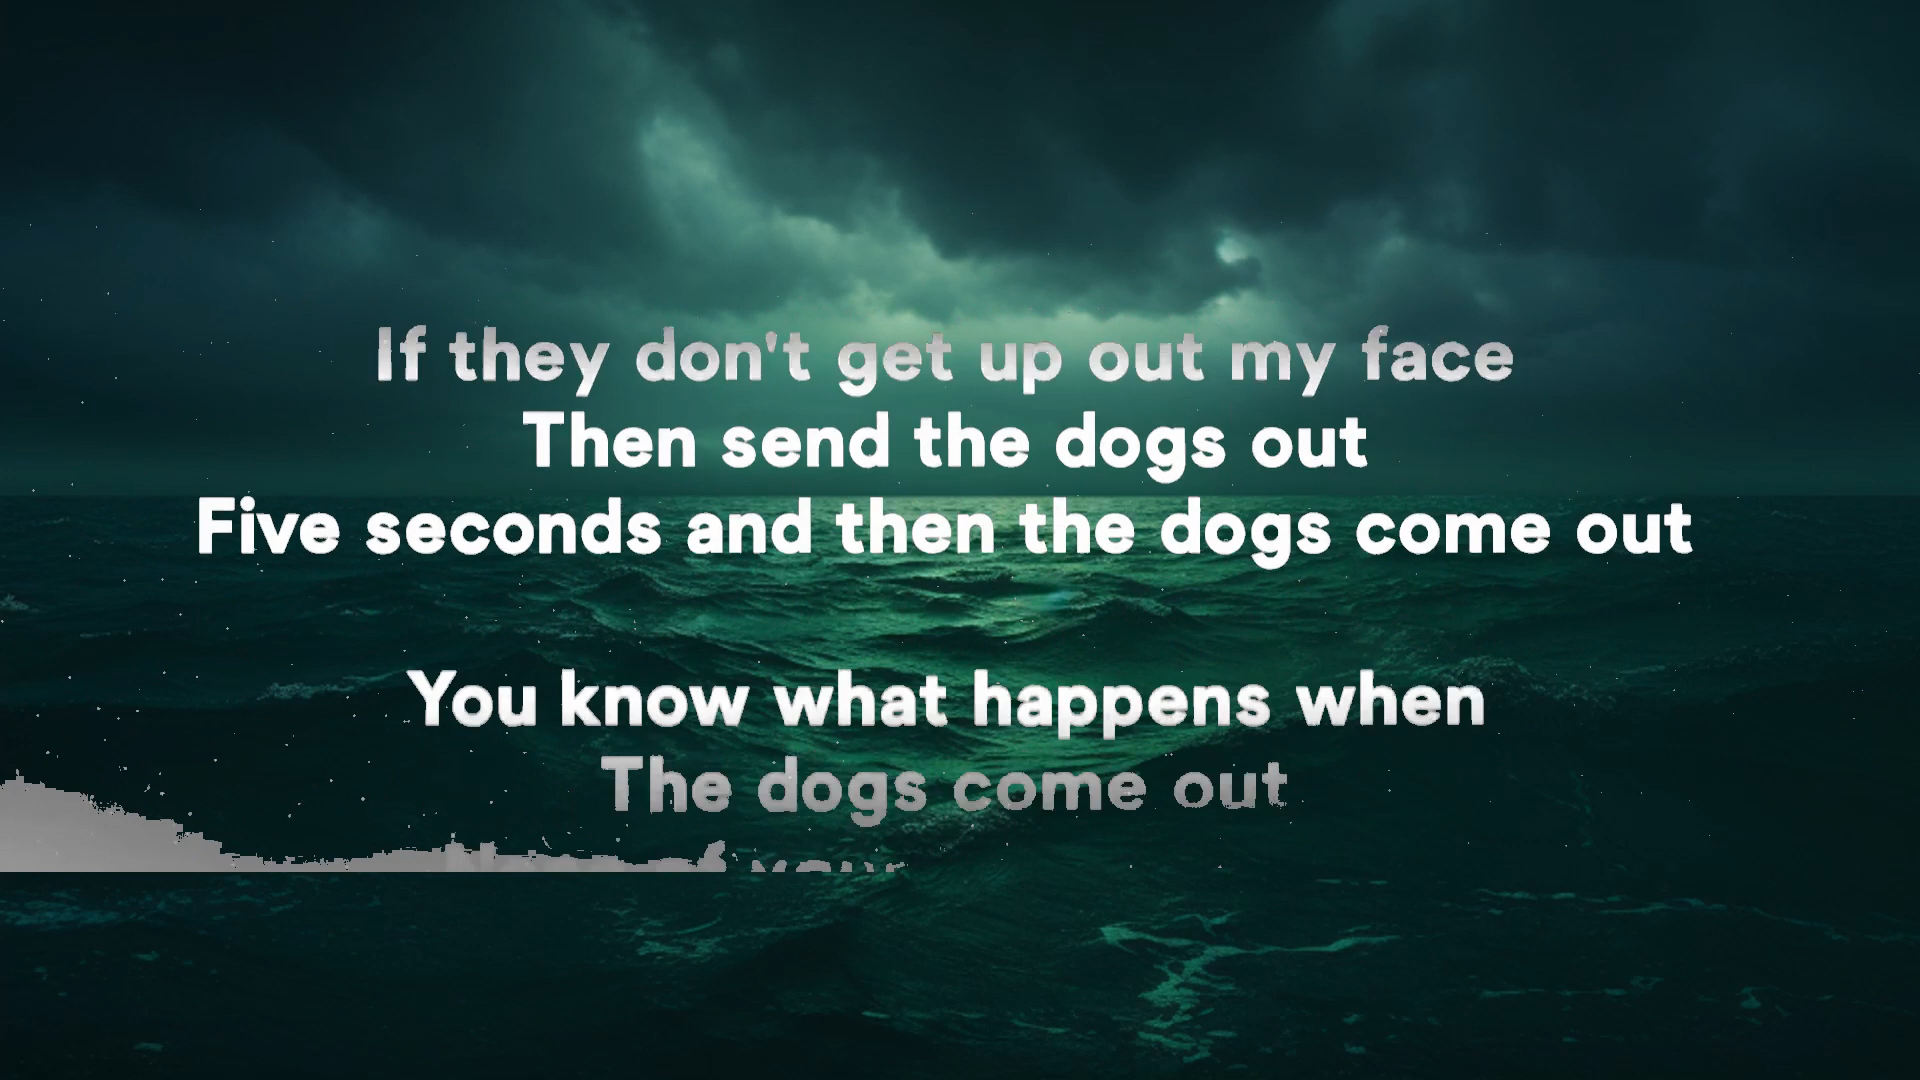 If they don't get up out my face
Then send the dogs out
Five seconds and then the dogs come out
You know what happens when
The dogs come out